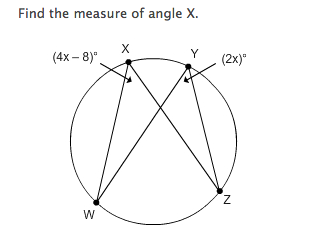 Find the measure of angle X.
(4x – 8)° X Y (2x)°
W Z